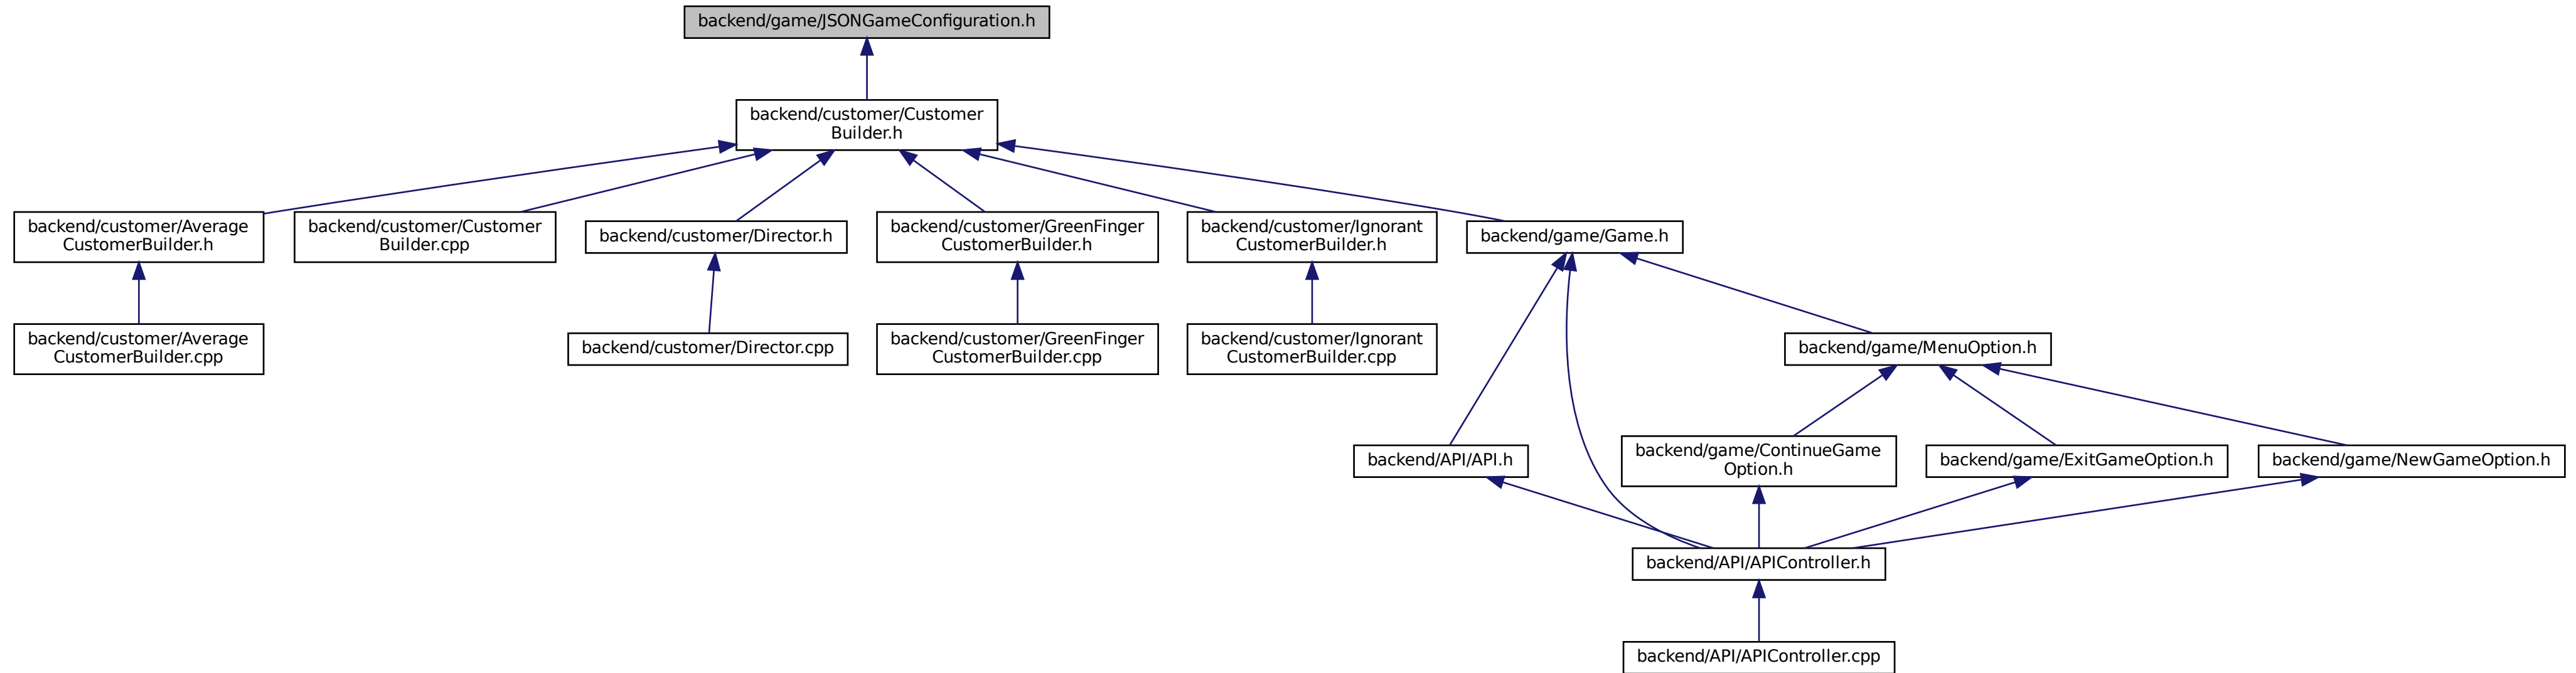 backend/game/JSONGameConfiguration.h
backend/customer/Customer
Builder.h
backend/customer/Average
CustomerBuilder.h
backend/customer/Customer
Builder.cpp
backend/customer/Director.h
backend/customer/GreenFinger
CustomerBuilder.h
backend/customer/Ignorant
CustomerBuilder.h
backend/game/Game.h
backend/customer/Average
CustomerBuilder.cpp
backend/customer/Director.cpp
backend/customer/GreenFinger
CustomerBuilder.cpp
backend/customer/Ignorant
CustomerBuilder.cpp
backend/game/MenuOption.h
backend/API/API.h
backend/game/ContinueGame
Option.h
backend/game/ExitGameOption.h
backend/game/NewGameOption.h
backend/API/APIController.h
backend/API/APIController.cpp